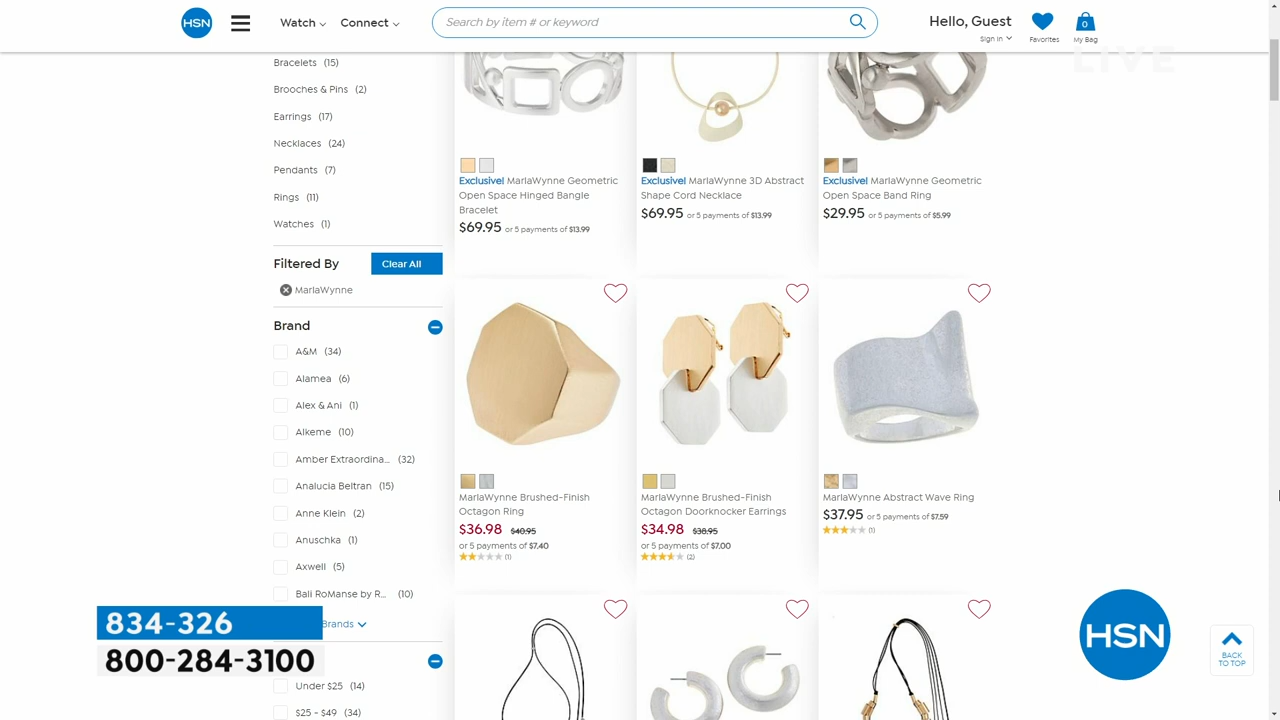 HSN
Watch
Connect
Search by item # or keyword
Hello, Guest
Sign In
Favorites
0
My Bag
LIVE
Bracelets (15)
Brooches & Pins (2)
Earrings (17)
Necklaces (24)
Pendants (7)
Rings (11)
Watches (1)
Filtered By
Clear All
MarlaWynne
Brand
A&M (34)
Alamea (6)
Alex & Ani (1)
Alkeme (10)
Amber Extraordina... (32)
Analucia Beltran (15)
Anne Klein (2)
Anuschka (1)
Axwell (5)
Bali RoManse by R... (10)
Brands
Under $25 (14)
$25 - $49 (34)
Exclusive! MarlaWynne Geometric
Open Space Hinged Bangle
Bracelet
$69.95 or 5 payments of $13.99
Exclusive! MarlaWynne 3D Abstract
Shape Cord Necklace
$69.95 or 5 payments of $13.99
Exclusive! MarlaWynne Geometric
Open Space Band Ring
$29.95 or 5 payments of $5.99
MarlaWynne Brushed-Finish
Octagon Ring
$36.98 $40.95
or 5 payments of $7.40
(1)
MarlaWynne Brushed-Finish
Octagon Doorknocker Earrings
$34.98 $38.95
or 5 payments of $7.00
(2)
MarlaWynne Abstract Wave Ring
$37.95 or 5 payments of $7.59
(1)
834-326
800-284-3100
HSN
BACK
TO TOP